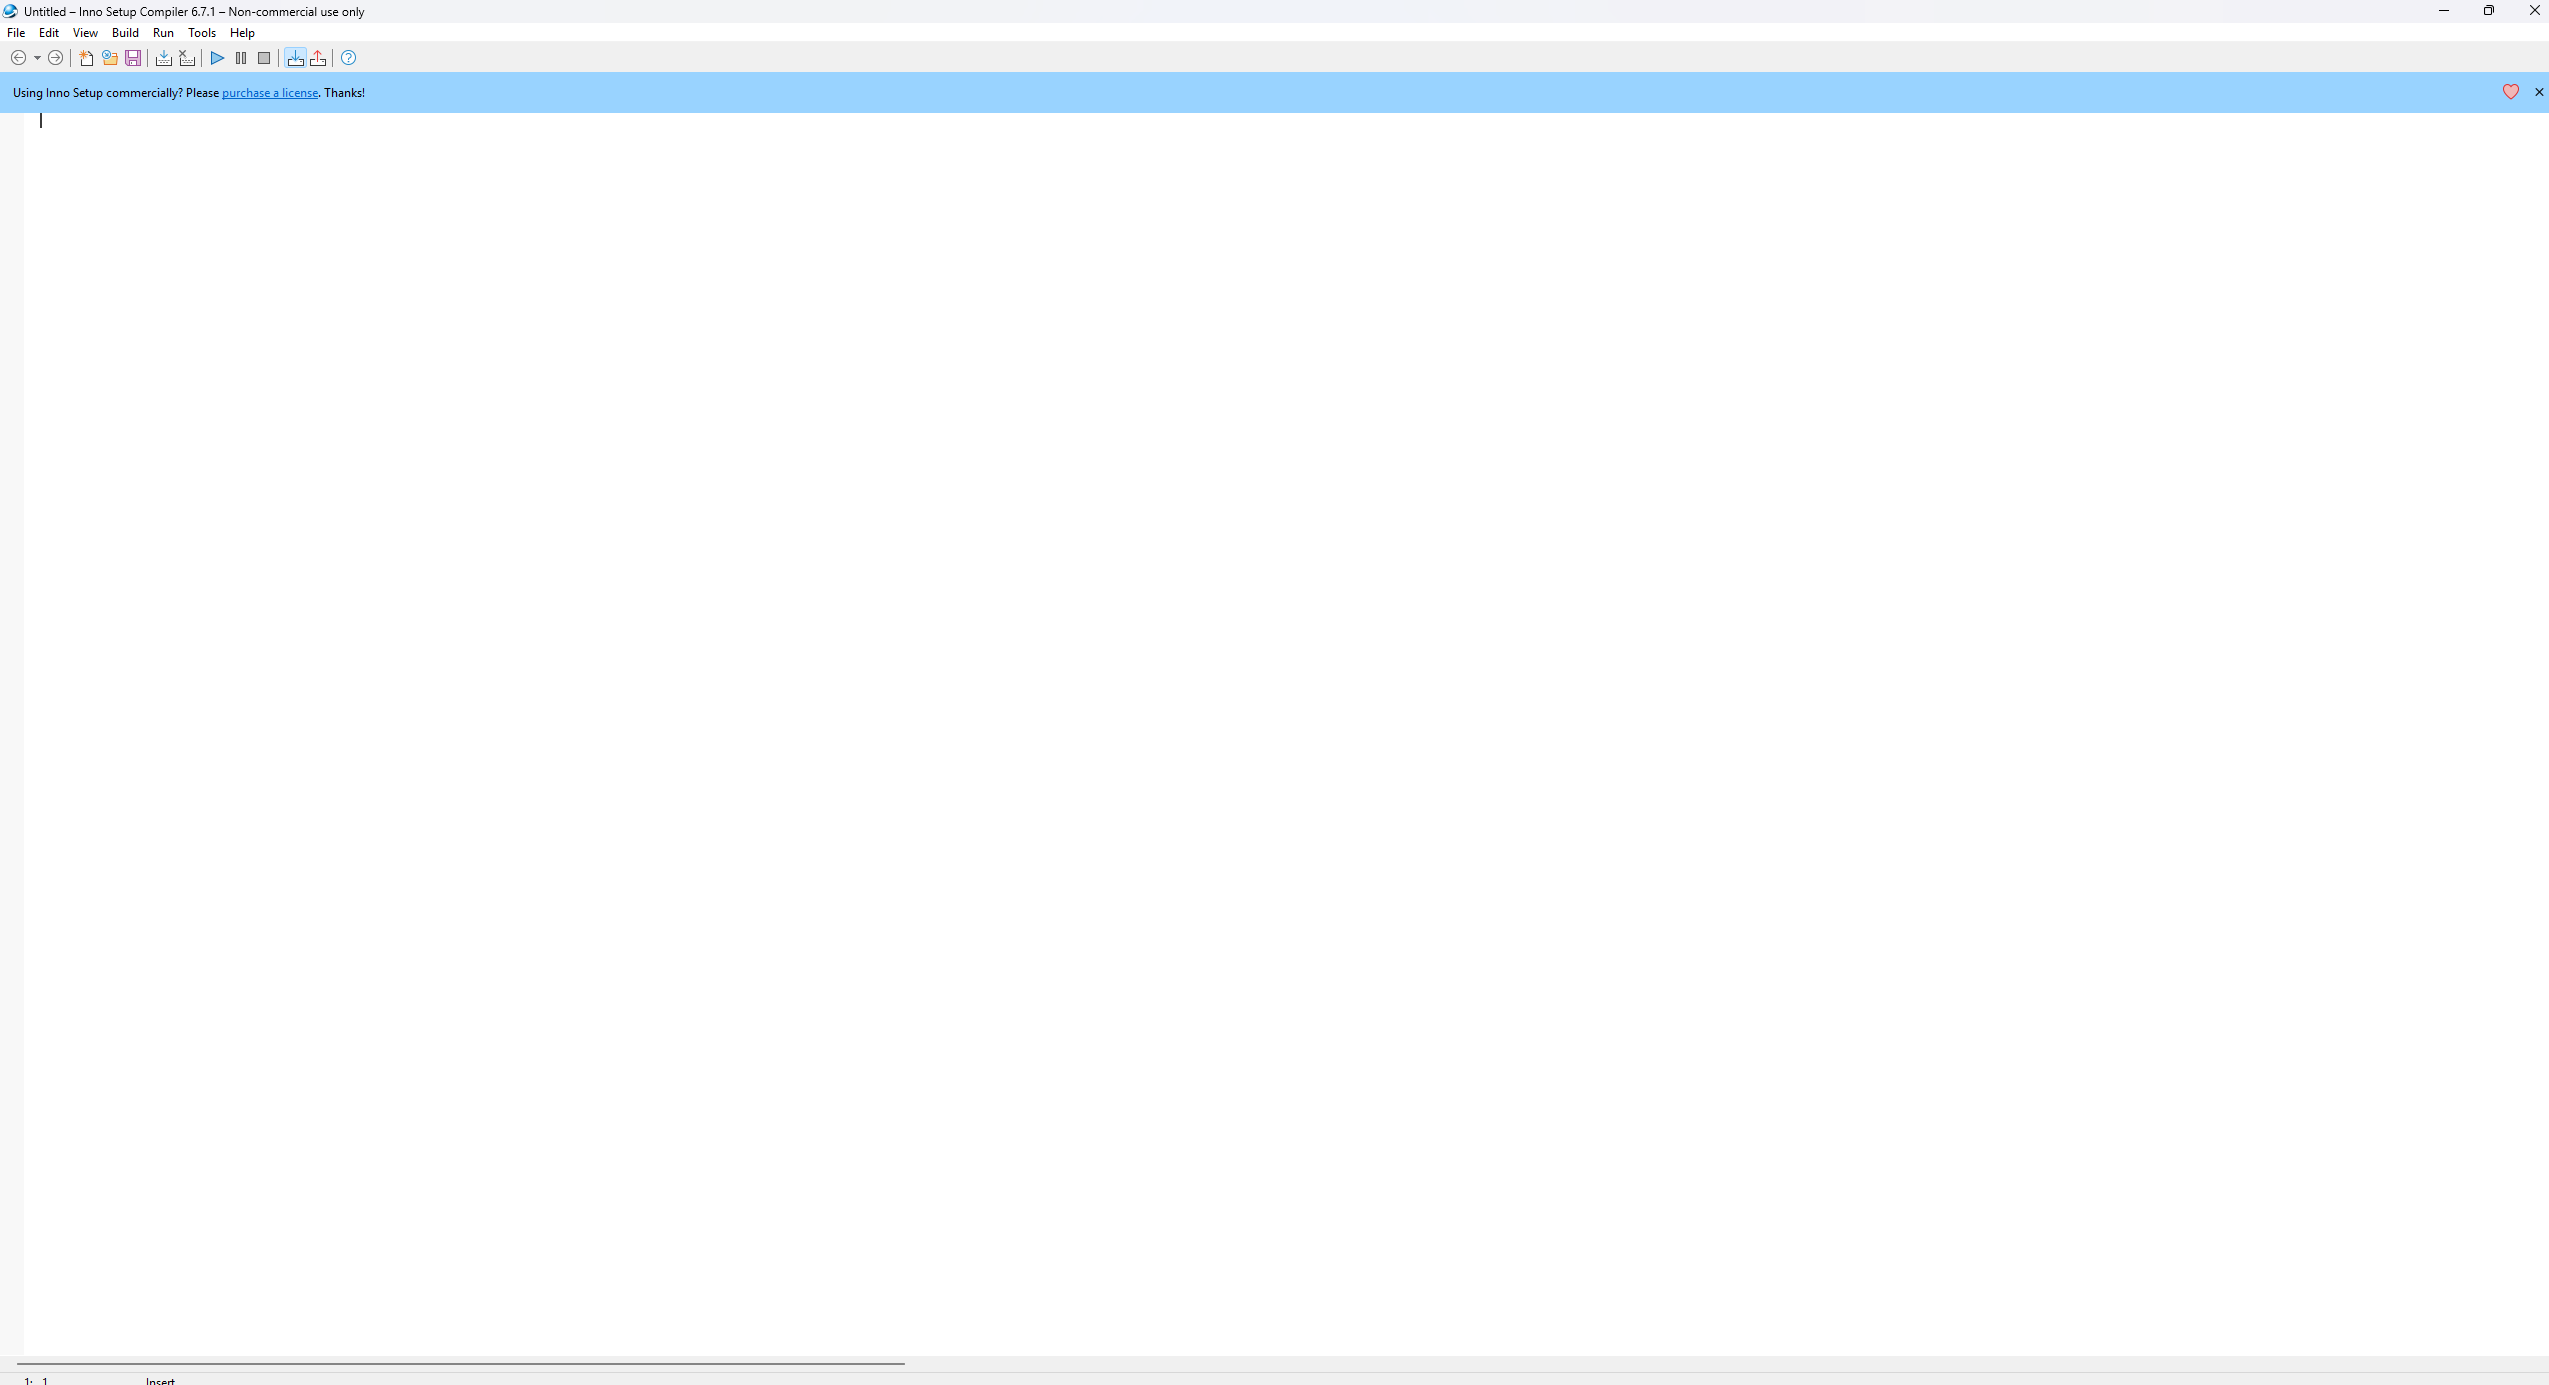 Untitled – Inno Setup Compiler 6.7.1 – Non-commercial use only
File Edit View Build Run Tools Help
Using Inno Setup commercially? Please purchase a license. Thanks!
1: 1 Insert